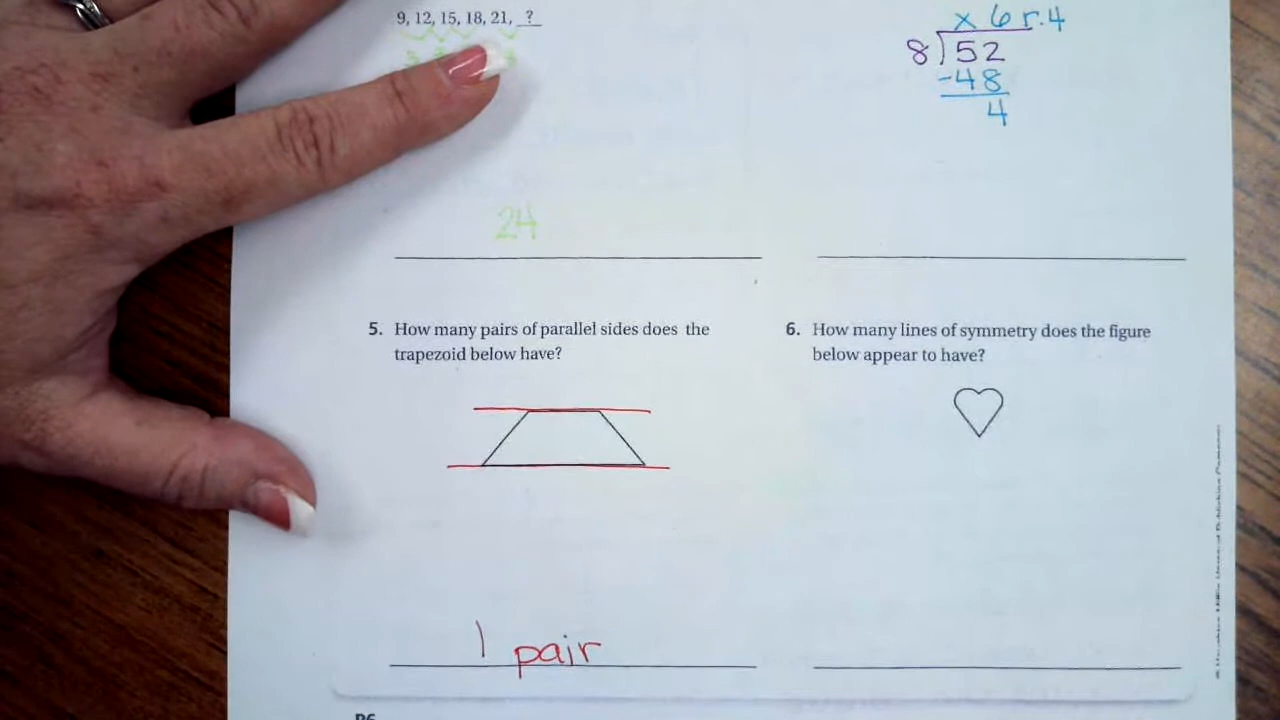 9, 12, 15, 18, 21, ?
x 6 r.4
8)52
-48
4
24
5. How many pairs of parallel sides does the
trapezoid below have?
1 pair
6. How many lines of symmetry does the figure
below appear to have?